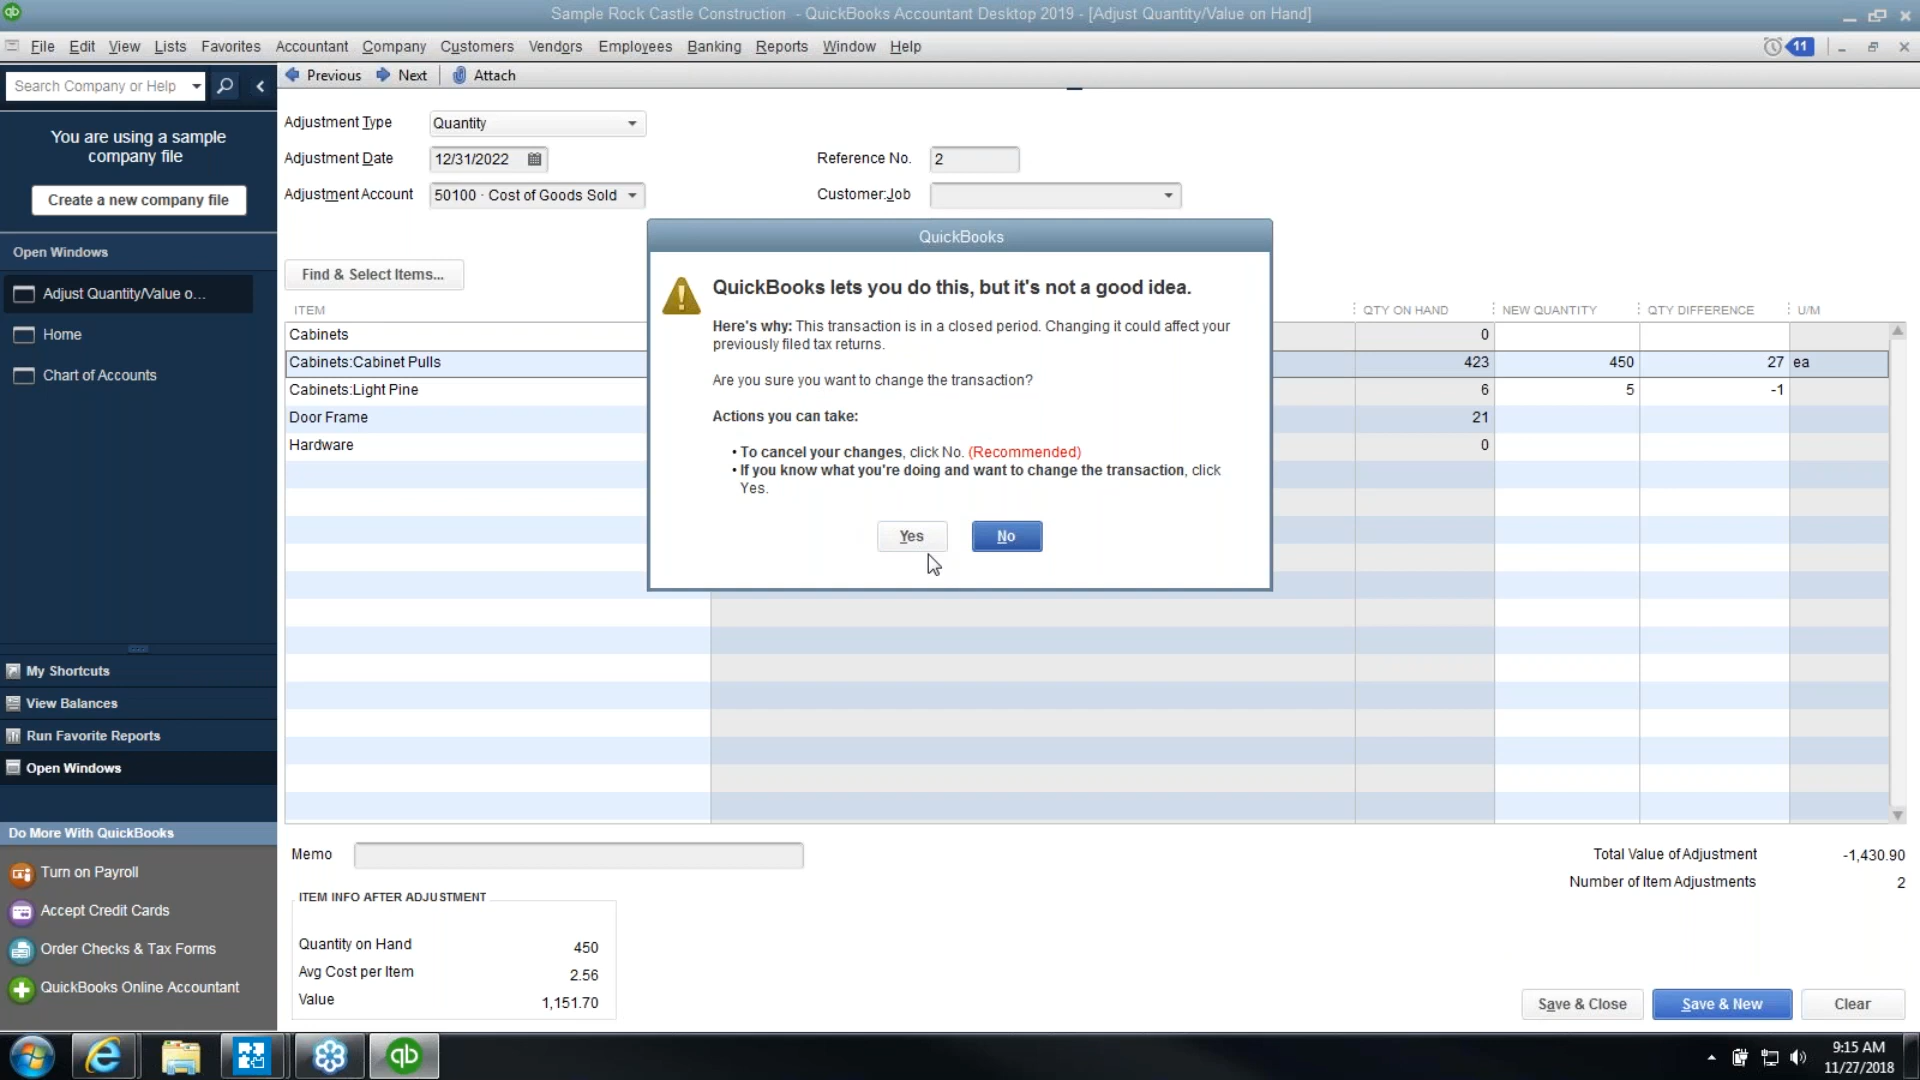 Sample Rock Castle Construction - QuickBooks Accountant Desktop 2019 - [Adjust Quantity/Value on Hand]
File Edit View Lists Favorites Accountant Company Customers Vendors Employees Banking Reports Window Help
11
Search Company or Help
Previous Next Attach
You are using a sample
company file
Create a new company file
Open Windows
Adjust Quantity/Value o...
Home
Chart of Accounts
My Shortcuts
View Balances
Run Favorite Reports
Open Windows
Do More With QuickBooks
Turn on Payroll
Accept Credit Cards
Order Checks & Tax Forms
QuickBooks Online Accountant
Adjustment Type Quantity
Adjustment Date 12/31/2022 Reference No. 2
Adjustment Account 50100 · Cost of Goods Sold Customer:Job
Find & Select Items...
ITEM QTY ON HAND NEW QUANTITY QTY DIFFERENCE U/M
Cabinets 0
Cabinets:Cabinet Pulls 423 450 27 ea
Cabinets:Light Pine 6 5 -1
Door Frame 21
Hardware 0
QuickBooks
QuickBooks lets you do this, but it's not a good idea.
Here's why: This transaction is in a closed period. Changing it could affect your
previously filed tax returns.
Are you sure you want to change the transaction?
Actions you can take:
• To cancel your changes, click No. (Recommended)
• If you know what you're doing and want to change the transaction, click
Yes.
Yes No
Memo
Total Value of Adjustment -1,430.90
Number of Item Adjustments 2
ITEM INFO AFTER ADJUSTMENT
Quantity on Hand 450
Avg Cost per Item 2.56
Value 1,151.70
Save & Close Save & New Clear
qb
9:15 AM
11/27/2018